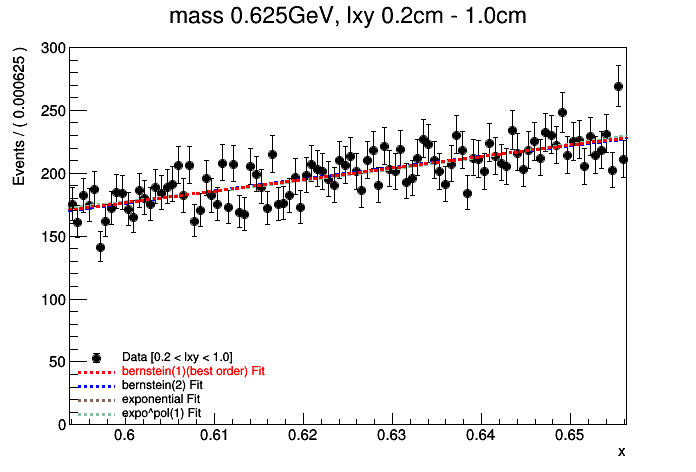 mass 0.625GeV, lxy 0.2cm - 1.0cm
Events / ( 0.000625 )
300
250
200
150
100
50
0
Data [0.2 < lxy < 1.0]
bernstein(1)(best order) Fit
bernstein(2) Fit
exponential Fit
expo^pol(1) Fit
0.6 0.61 0.62 0.63 0.64 0.65
x